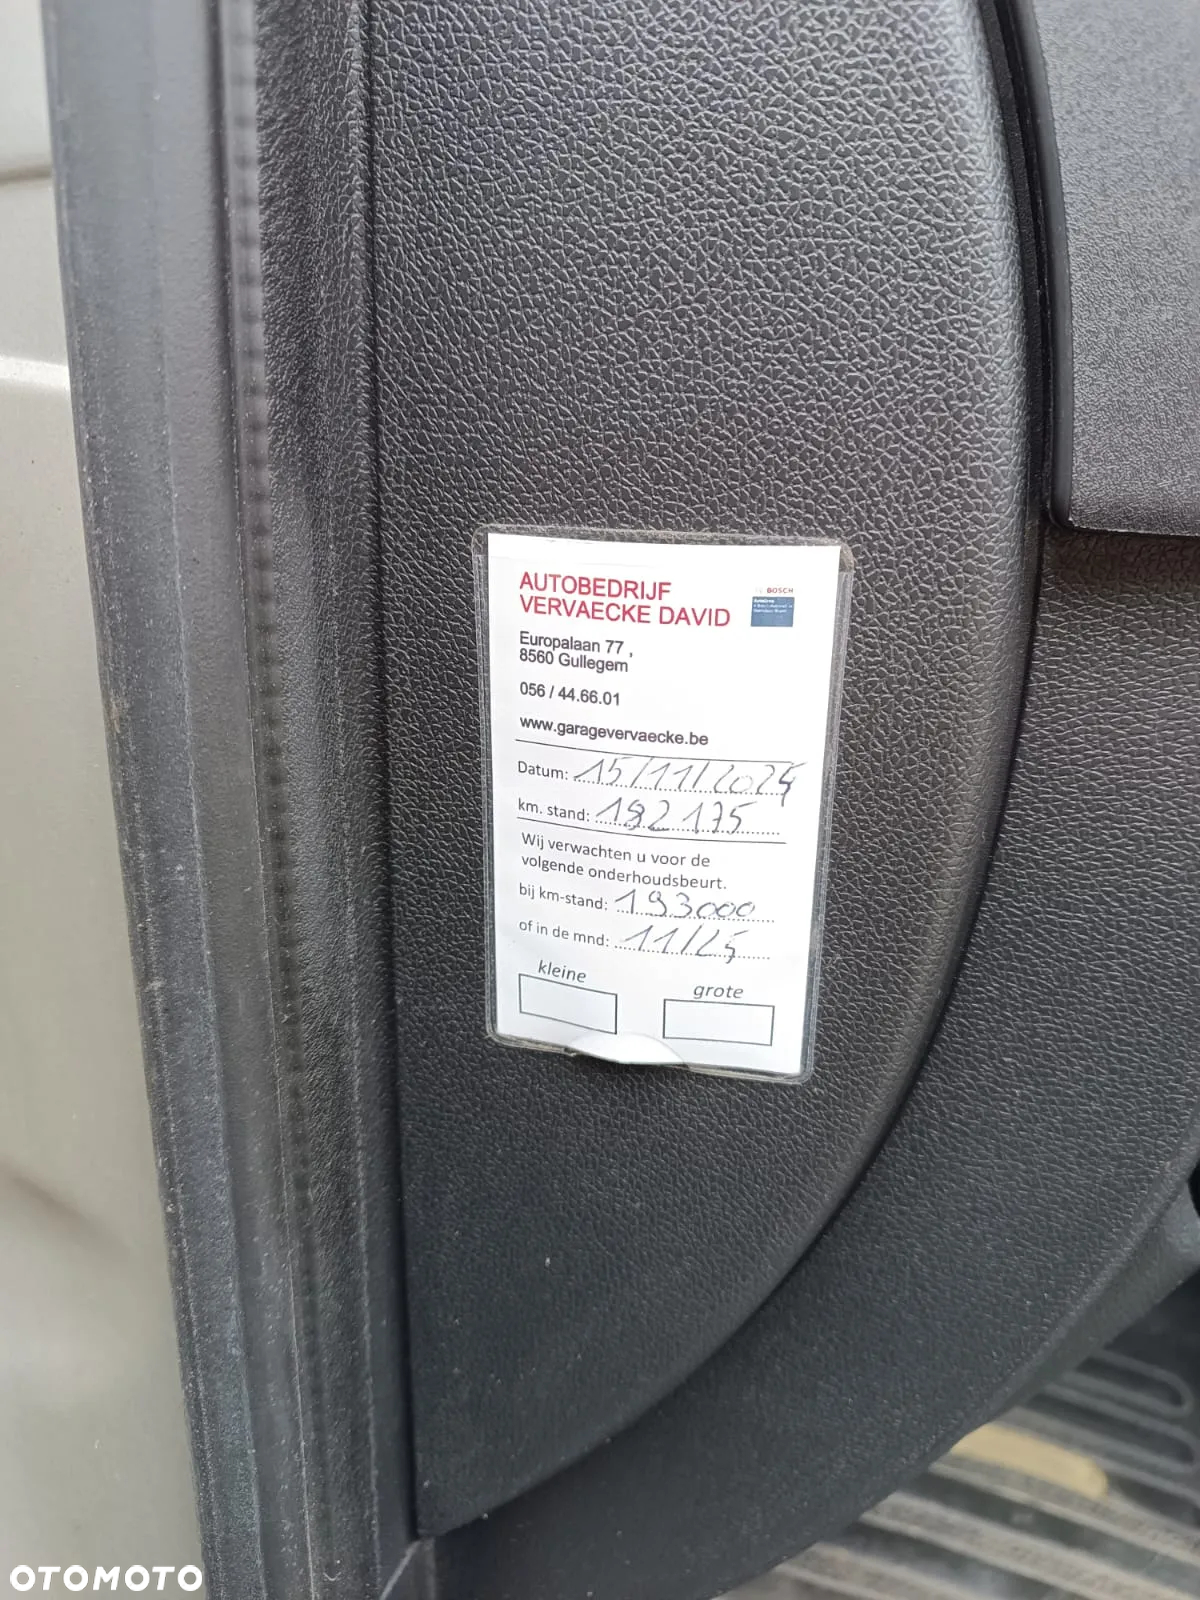 AUTOBEDRIJF
VERVAECKE DAVID
BOSCH
Europalaan 77 ,
8560 Gullegem
056 / 44.66.01
www.garagevervaecke.be
Datum: 15/11/2024
km. stand: 182 175
Wij verwachten u voor de
volgende onderhoudsbeurt.
bij km-stand: 193000
of in de mnd: 11/25
kleine
grote
OTOMOTO